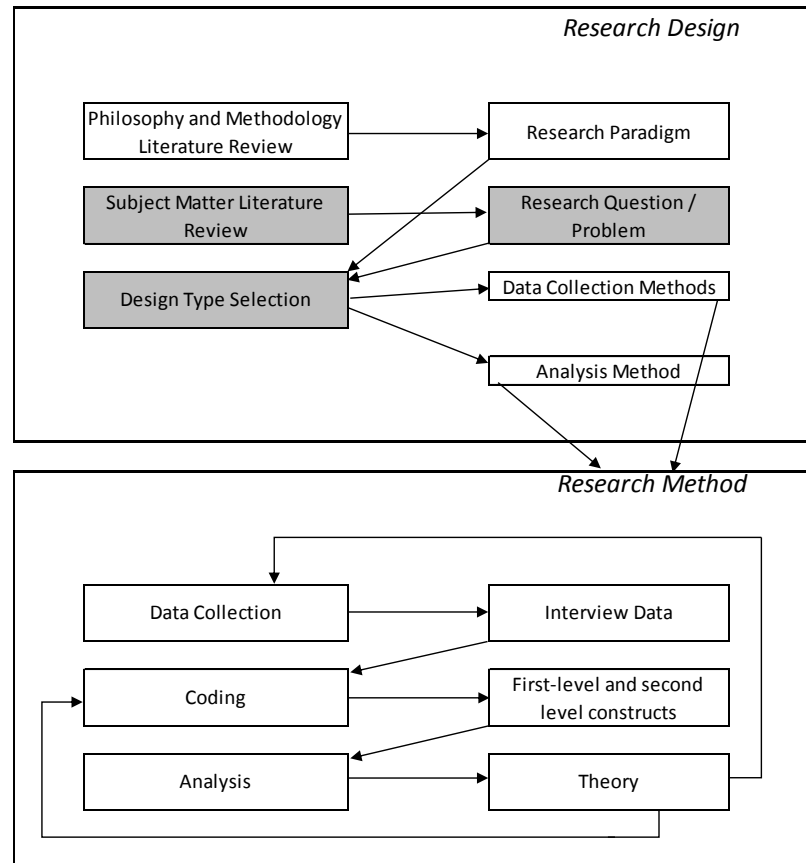 Research Design
Philosophy and Methodology
Literature Review
Research Paradigm
Subject Matter Literature
Review
Research Question /
Problem
Design Type Selection
Data Collection Methods
Analysis Method
Research Method
Data Collection
Interview Data
Coding
First-level and second
level constructs
Analysis
Theory